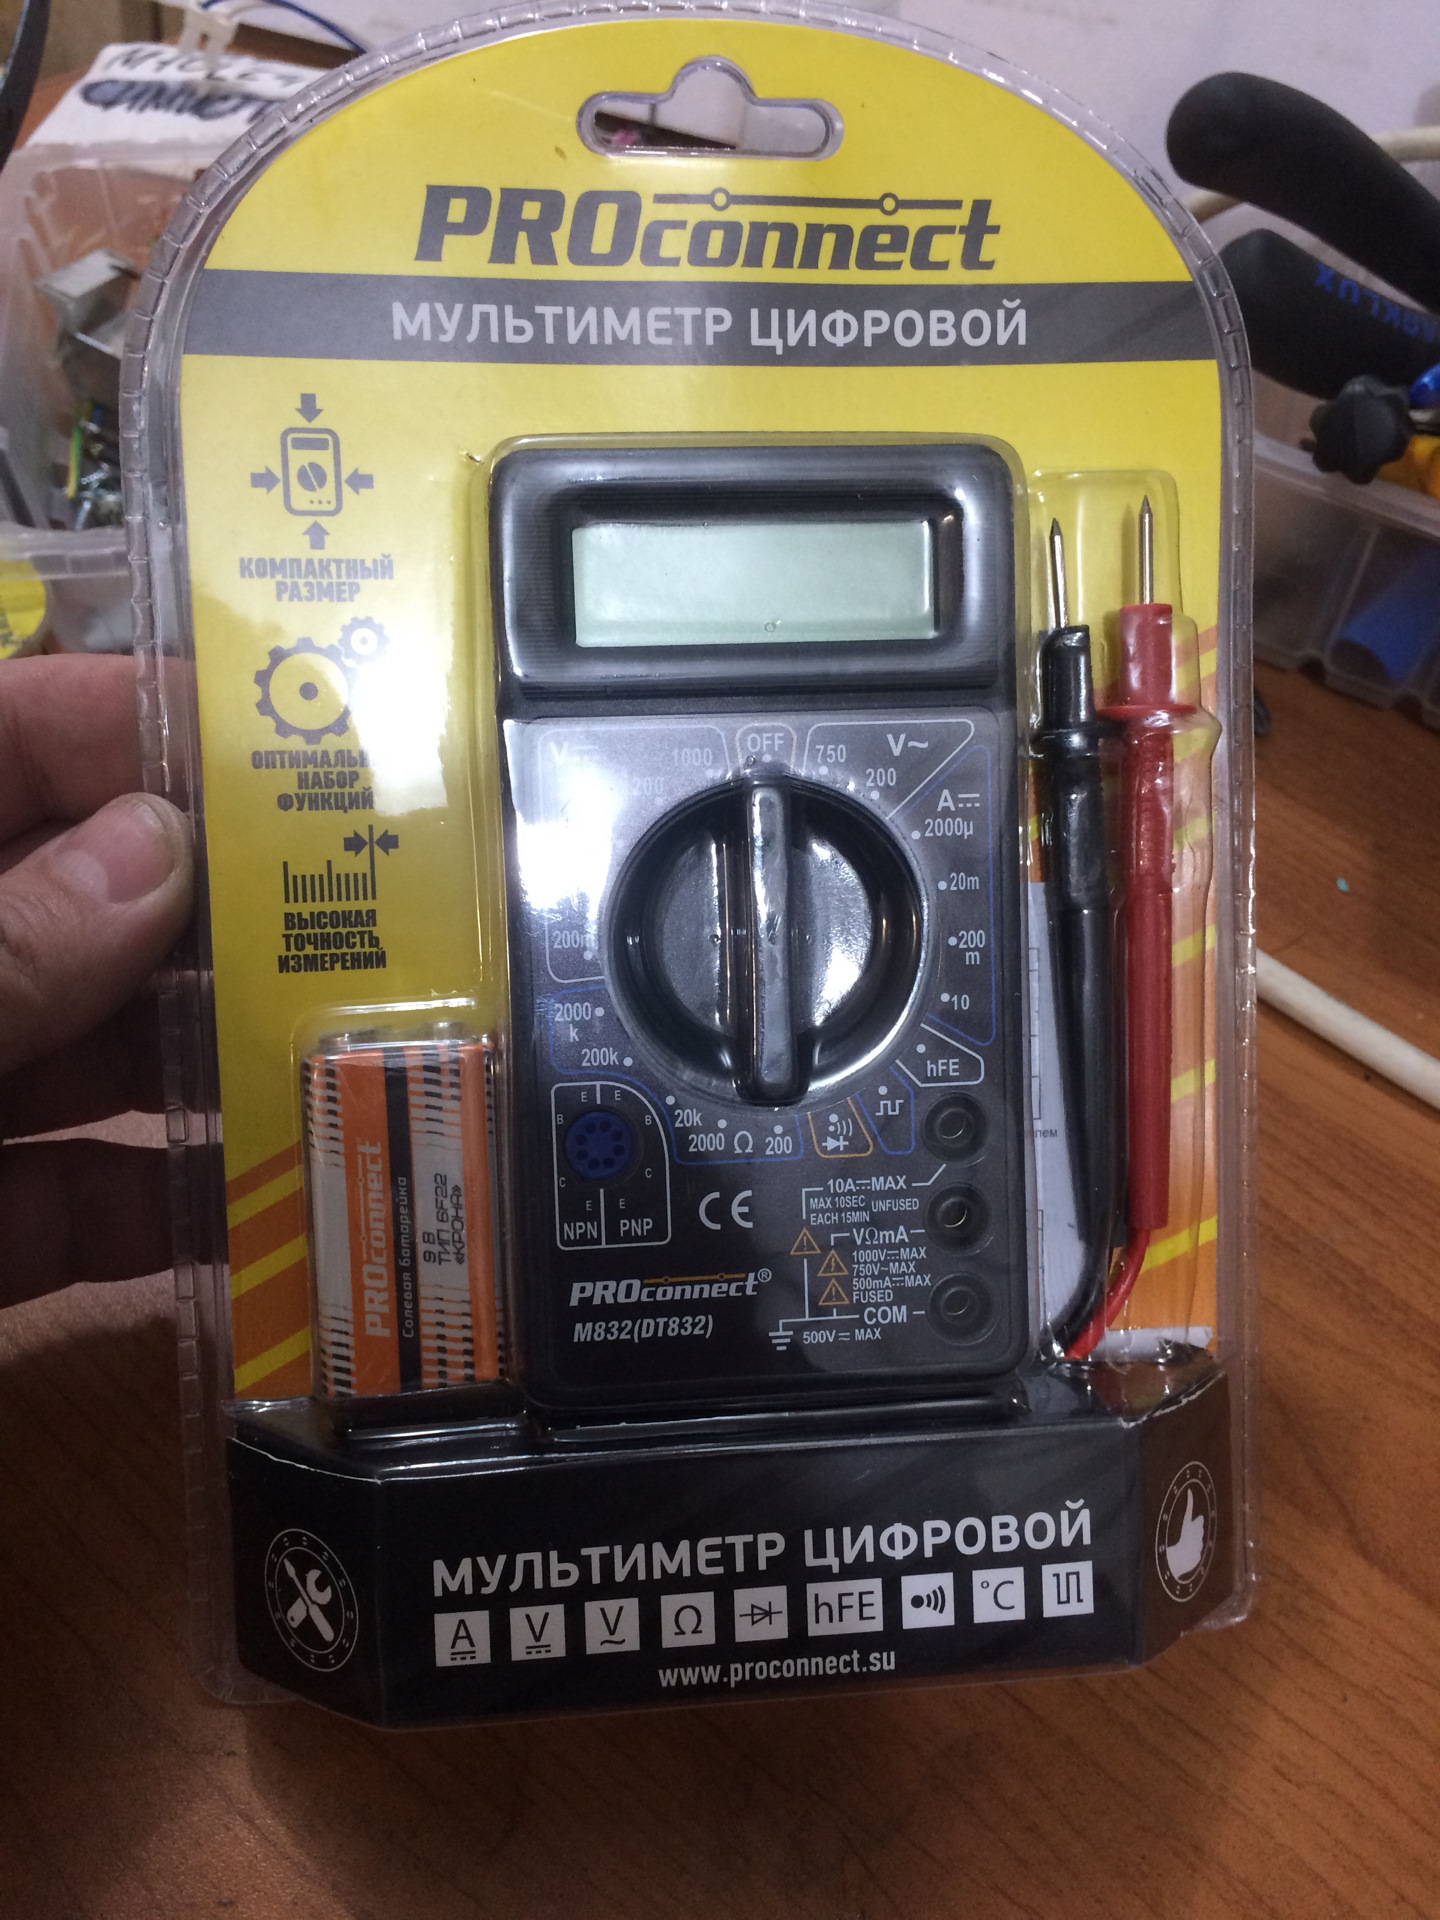 PROconnect
МУЛЬТИМЕТР ЦИФРОВОЙ
КОМПАКТНЫЙ
РАЗМЕР
НАБОР
ФУНКЦИЙ
ВЫСОКАЯ
ТОЧНОСТЬ
ИЗМЕРЕНИЙ
V 1000 OFF 750 V~
200 200
A
2000µ
20m
200
m
10
hFE
200m
2000
k
200k
20k
2000 Ω 200
E E
B B
C C
E E
NPN PNP
CE
10A MAX
MAX 10SEC UNFUSED
EACH 15MIN
VΩmA
1000V MAX
750V~MAX
500mA MAX
FUSED
COM
500V MAX
PROconnect®
M832(DT832)
PROconnect
Солевая батарейка
9 В
ТИП 6F22
«КРОНА»
МУЛЬТИМЕТР ЦИФРОВОЙ
A V V Ω hFE °C
www.proconnect.su